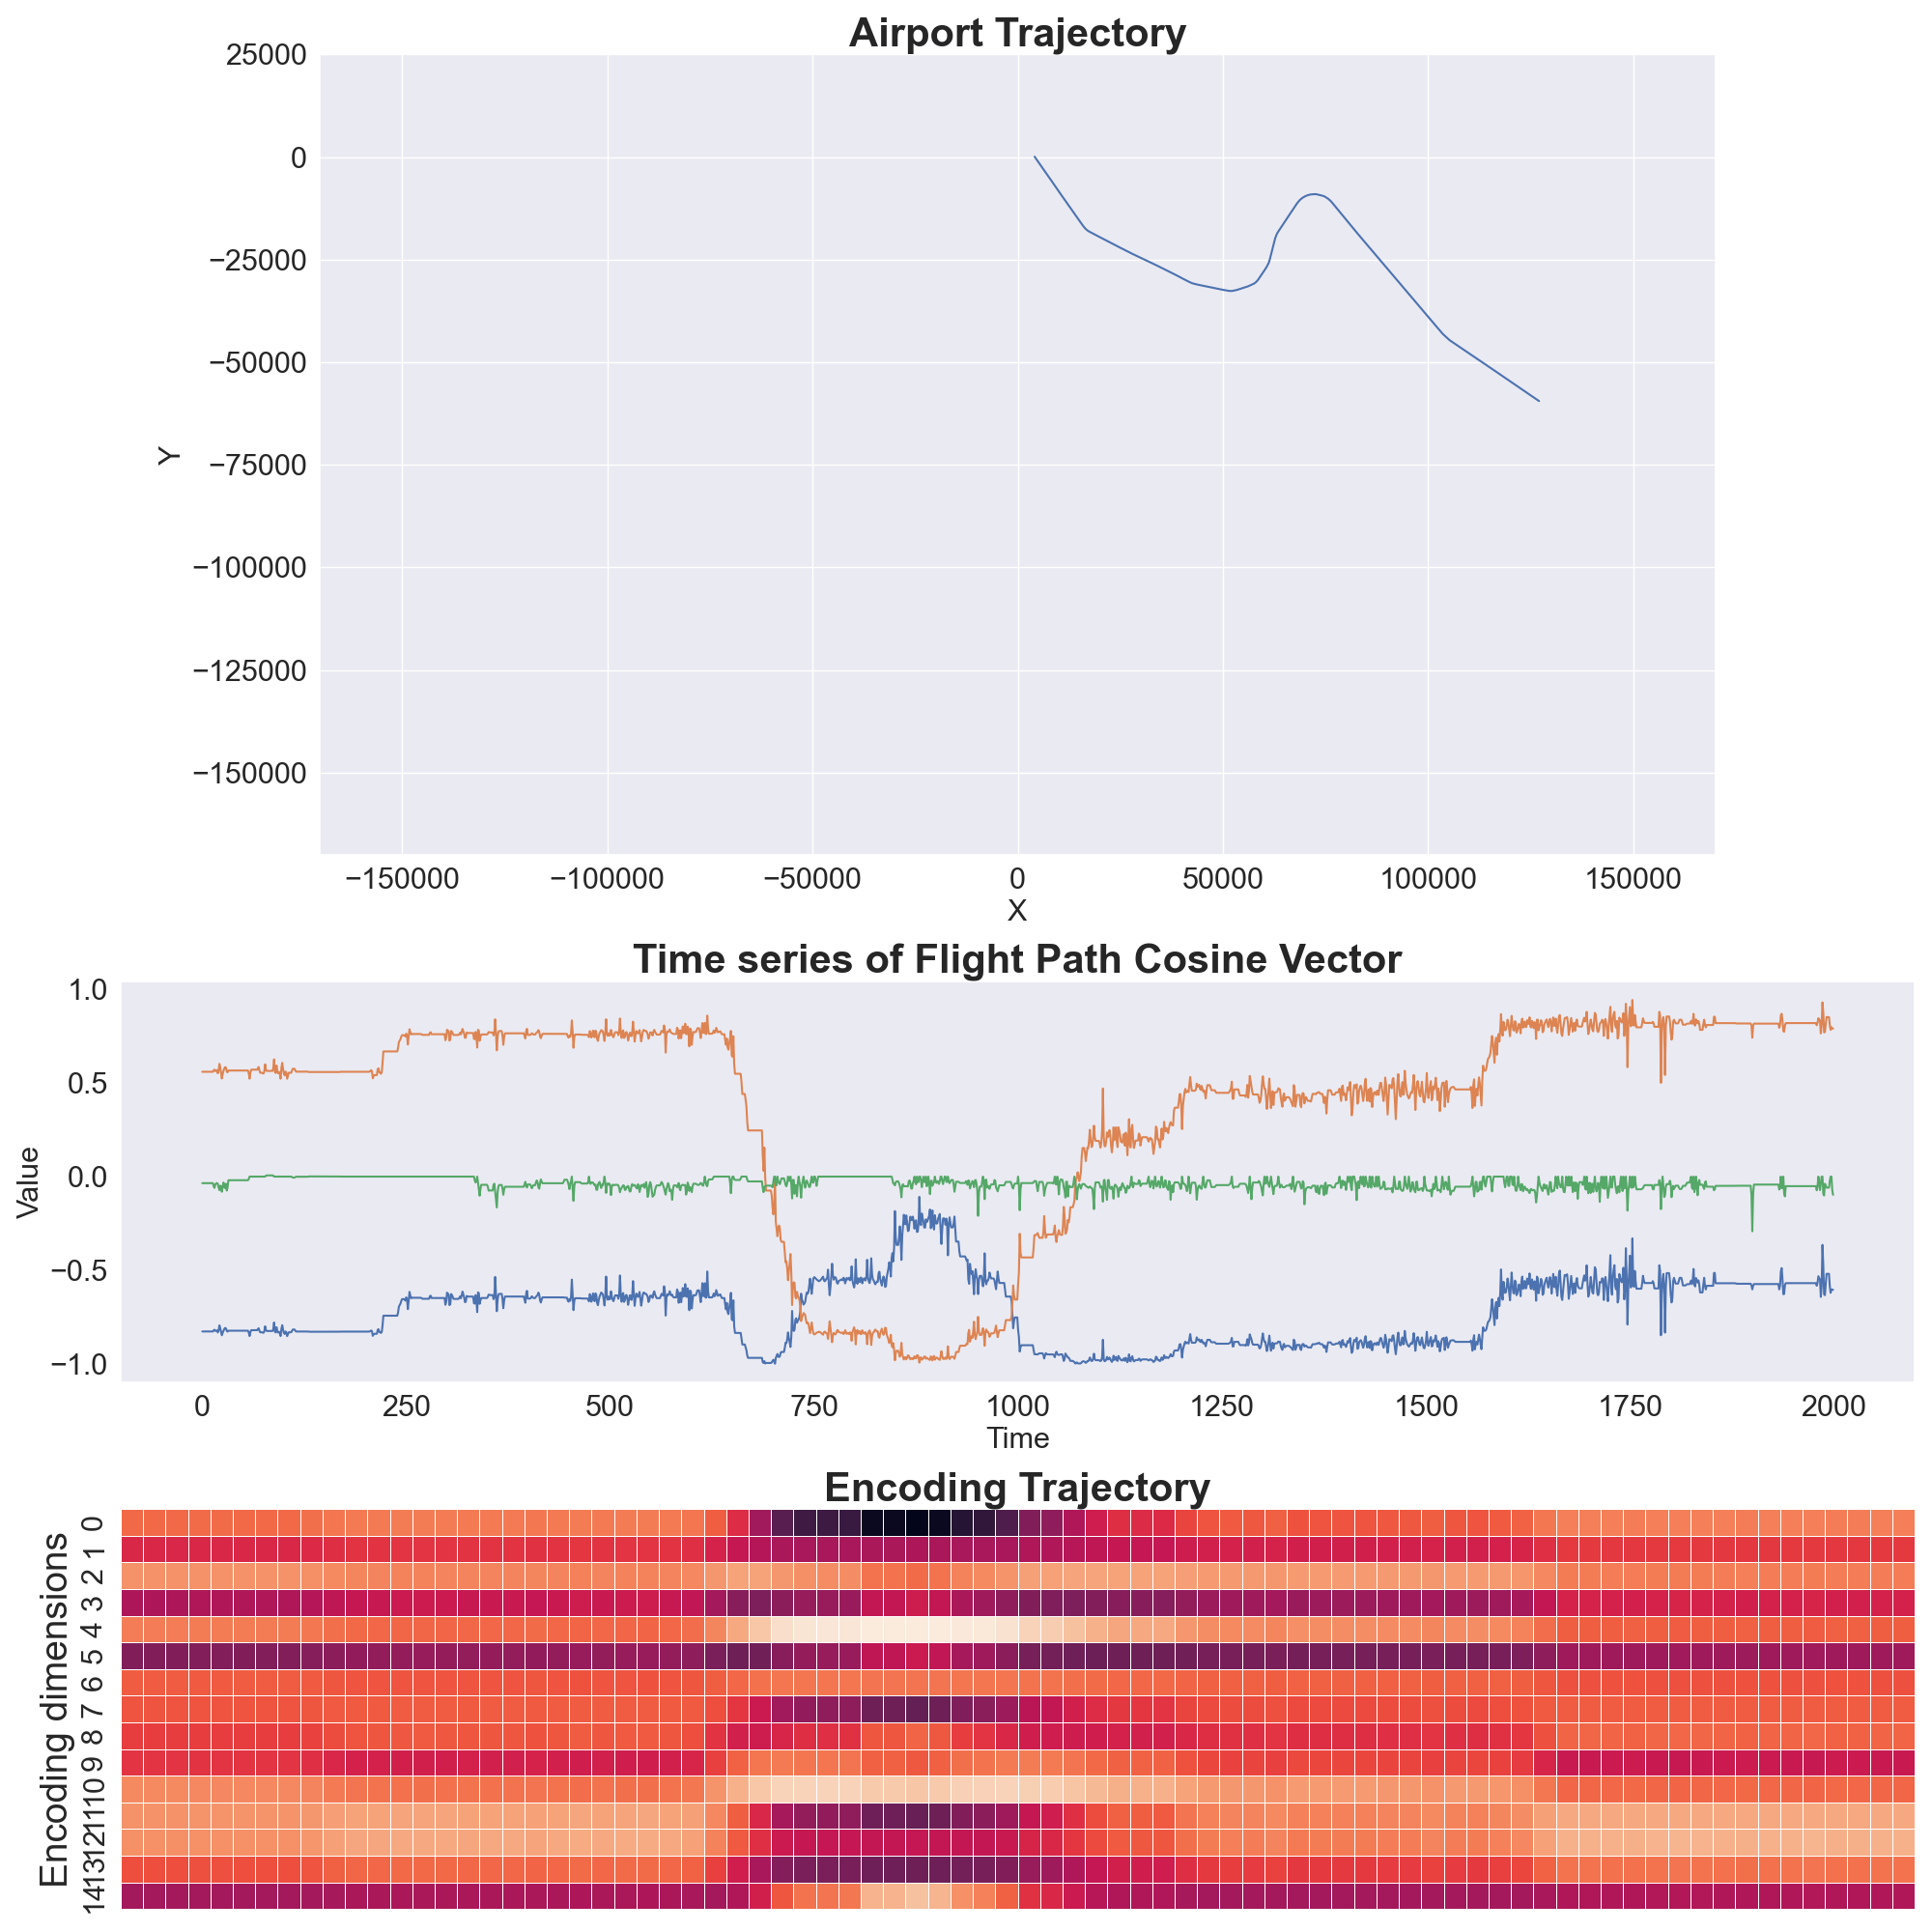 Airport Trajectory
25000
0
−25000
−50000
−75000
−100000
−125000
−150000
Y
−150000 −100000 −50000 0 50000 100000 150000
X
Time series of Flight Path Cosine Vector
1.0
0.5
0.0
−0.5
−1.0
Value
0 250 500 750 1000 1250 1500 1750 2000
Time
Encoding Trajectory
Encoding dimensions
0
1
2
3
4
5
6
7
8
9
10
11
12
13
14